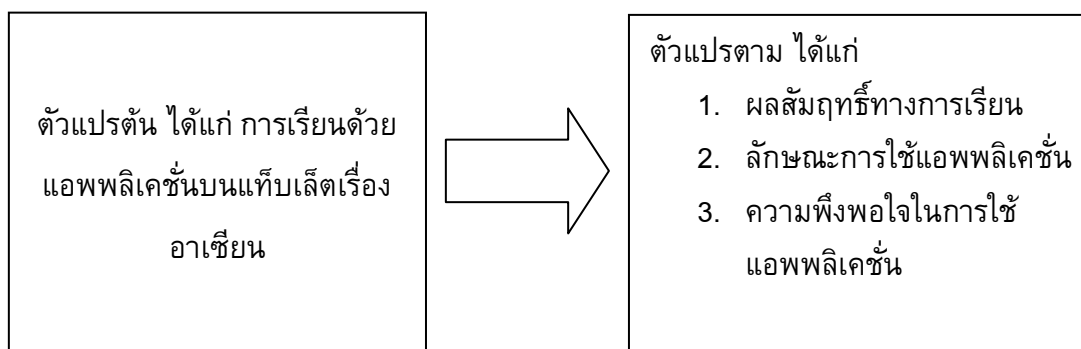 ตัวแปรต้น ได้แก่ การเรียนด้วย
แอพพลิเคชั่นบนแท็บเล็ตเรื่อง
อาเซียน
ตัวแปรตาม ได้แก่
1. ผลสัมฤทธิ์ทางการเรียน
2. ลักษณะการใช้แอพพลิเคชั่น
3. ความพึงพอใจในการใช้
แอพพลิเคชั่น